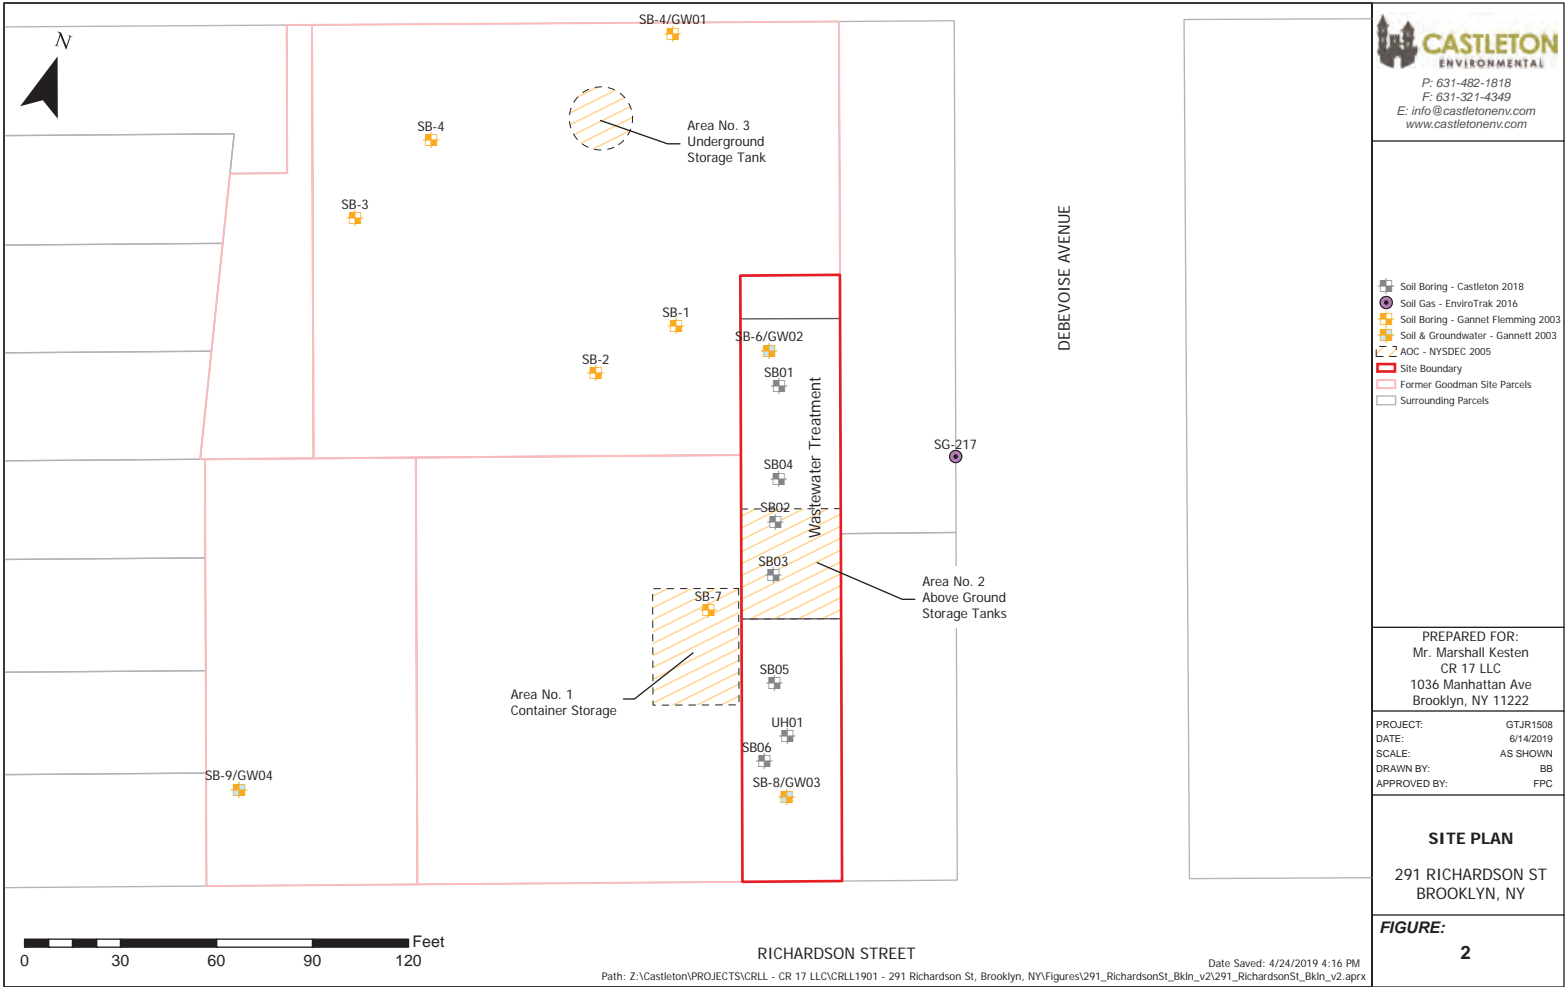 SB-4/GW01
N
SB-4
Area No. 3
Underground
Storage Tank
SB-3
SB-1
SB-2
SB-6/GW02
SB01
Wastewater Treatment
SB04
SB02
SB03
SB-7
Area No. 2
Above Ground
Storage Tanks
SG-217
DEBEVOISE AVENUE
Area No. 1
Container Storage
SB05
UH01
SB06
SB-8/GW03
SB-9/GW04
Feet
0 30 60 90 120
RICHARDSON STREET
Date Saved: 4/24/2019 4:16 PM
Path: Z:\Castleton\PROJECTS\CRLL - CR 17 LLC\CRLL1901 - 291 Richardson St, Brooklyn, NY\Figures\291_RichardsonSt_Bkln_v2\291_RichardsonSt_Bkln_v2.aprx
CASTLETON
ENVIRONMENTAL
P: 631-482-1818
F: 631-321-4349
E: info@castletonenv.com
www.castletonenv.com
Soil Boring - Castleton 2018
Soil Gas - EnviroTrak 2016
Soil Boring - Gannet Flemming 2003
Soil & Groundwater - Gannett 2003
AOC - NYSDEC 2005
Site Boundary
Former Goodman Site Parcels
Surrounding Parcels
PREPARED FOR:
Mr. Marshall Kesten
CR 17 LLC
1036 Manhattan Ave
Brooklyn, NY 11222
PROJECT: GTJR1508
DATE: 6/14/2019
SCALE: AS SHOWN
DRAWN BY: BB
APPROVED BY: FPC
SITE PLAN
291 RICHARDSON ST
BROOKLYN, NY
FIGURE:
2